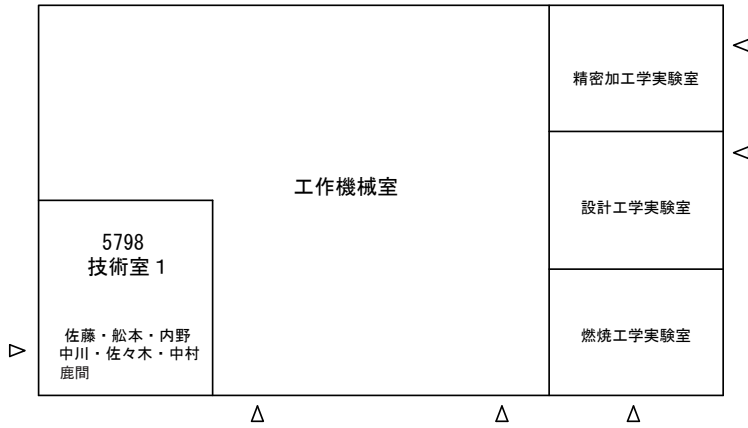 精密加工学実験室
工作機械室
設計工学実験室
5798
技術室1
佐藤・舩本・内野
中川・佐々木・中村
鹿間
燃焼工学実験室